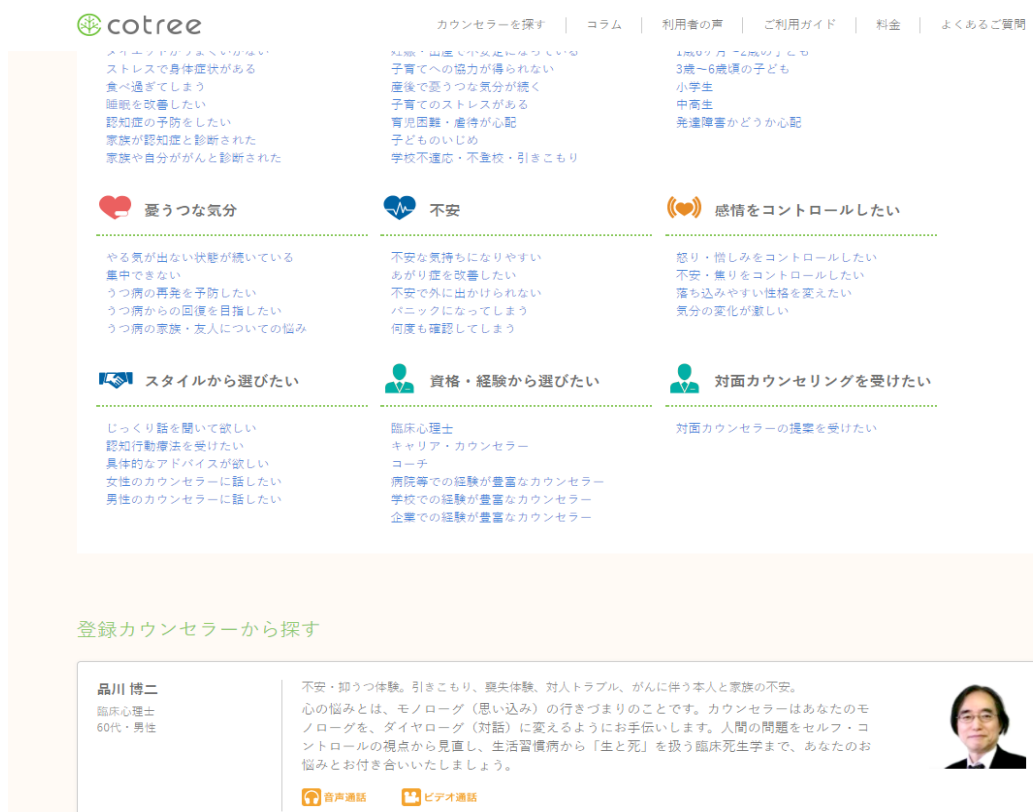 cotree
カウンセラーを探す
コラム
利用者の声
ご利用ガイド
料金
よくあるご質問
ダイエットがうまくいかない
ストレスで身体症状がある
食べ過ぎてしまう
睡眠を改善したい
認知症の予防をしたい
家族が認知症と診断された
家族や自分ががんと診断された
妊娠・出産で不安定になっている
子育てへの協力が得られない
産後で憂うつな気分が続く
子育てのストレスがある
育児困難・虐待が心配
子どものいじめ
学校不適応・不登校・引きこもり
1歳6ヶ月〜2歳の子ども
3歳〜6歳頃の子ども
小学生
中高生
発達障害かどうか心配
憂うつな気分
やる気が出ない状態が続いている
集中できない
うつ病の再発を予防したい
うつ病からの回復を目指したい
うつ病の家族・友人についての悩み
不安
不安な気持ちになりやすい
あがり症を改善したい
不安で外に出かけられない
パニックになってしまう
何度も確認してしまう
感情をコントロールしたい
怒り・憎しみをコントロールしたい
不安・焦りをコントロールしたい
落ち込みやすい性格を変えたい
気分の変化が激しい
スタイルから選びたい
じっくり話を聞いて欲しい
認知行動療法を受けたい
具体的なアドバイスが欲しい
女性のカウンセラーに話したい
男性のカウンセラーに話したい
資格・経験から選びたい
臨床心理士
キャリア・カウンセラー
コーチ
病院等での経験が豊富なカウンセラー
学校での経験が豊富なカウンセラー
企業での経験が豊富なカウンセラー
対面カウンセリングを受けたい
対面カウンセラーの提案を受けたい
登録カウンセラーから探す
品川 博二
臨床心理士
60代・男性
不安・抑うつ体験。引きこもり、喪失体験、対人トラブル、がんに伴う本人と家族の不安。
心の悩みとは、モノローグ（思い込み）の行きづまりのことです。カウンセラーはあなたのモ
ノローグを、ダイヤローグ（対話）に変えるようにお手伝いします。人間の問題をセルフ・コ
ントロールの視点から見直し、生活習慣病から「生と死」を扱う臨床死生学まで、あなたのお
悩みとお付き合いいたしましょう。
音声通話
ビデオ通話